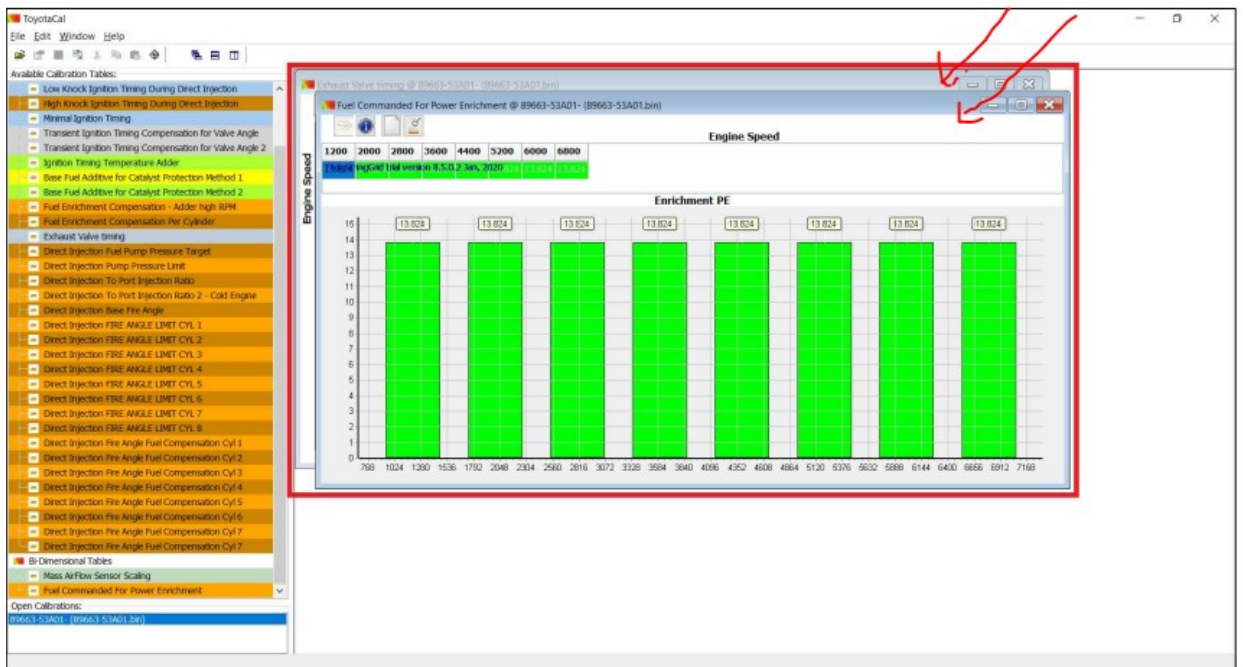 ToyotaCal
File Edit Window Help
Available Calibration Tables:
Low Knock Ignition Timing During Direct Injection
High Knock Ignition Timing During Direct Injection
Minimal Ignition Timing
Transient Ignition Timing Compensation for Valve Angle
Transient Ignition Timing Compensation for Valve Angle 2
Ignition Timing Temperature Adder
Base Fuel Additive for Catalyst Protection Method 1
Base Fuel Additive for Catalyst Protection Method 2
Fuel Enrichment Compensation - Adder high RPM
Fuel Enrichment Compensation Per Cylinder
Exhaust Valve timing
Direct Injection Fuel Pump Pressure Target
Direct Injection Pump Pressure Limit
Direct Injection To Port Injection Ratio
Direct Injection To Port Injection Ratio 2 - Cold Engine
Direct Injection Base Fire Angle
Direct Injection FIRE ANGLE LIMIT CYL 1
Direct Injection FIRE ANGLE LIMIT CYL 2
Direct Injection FIRE ANGLE LIMIT CYL 3
Direct Injection FIRE ANGLE LIMIT CYL 4
Direct Injection FIRE ANGLE LIMIT CYL 5
Direct Injection FIRE ANGLE LIMIT CYL 6
Direct Injection FIRE ANGLE LIMIT CYL 7
Direct Injection FIRE ANGLE LIMIT CYL 8
Direct Injection Fire Angle Fuel Compensation Cyl 1
Direct Injection Fire Angle Fuel Compensation Cyl 2
Direct Injection Fire Angle Fuel Compensation Cyl 3
Direct Injection Fire Angle Fuel Compensation Cyl 4
Direct Injection Fire Angle Fuel Compensation Cyl 5
Direct Injection Fire Angle Fuel Compensation Cyl 6
Direct Injection Fire Angle Fuel Compensation Cyl 7
Direct Injection Fire Angle Fuel Compensation Cyl 7
Bi-Dimensional Tables
Mass AirFlow Sensor Scaling
Fuel Commanded For Power Enrichment
Open Calibrations:
89663-53A01- (89663-53A01.bin)
Exhaust Valve timing @ 89663-53A01- (89663-53A01.bin)
Fuel Commanded For Power Enrichment @ 89663-53A01- (89663-53A01.bin)
Engine Speed
Engine Speed
1200 2000 2800 3600 4400 5200 6000 6800
trial version 8.5.0.2 Jan, 2020
Enrichment PE
13.824 13.824 13.824 13.824 13.824 13.824 13.824
15
14
13
12
11
10
9
8
7
6
5
4
3
2
1
0
768 1024 1280 1536 1792 2048 2304 2560 2816 3072 3328 3584 3840 4096 4352 4608 4864 5120 5376 5632 5888 6144 6400 6656 6912 7168